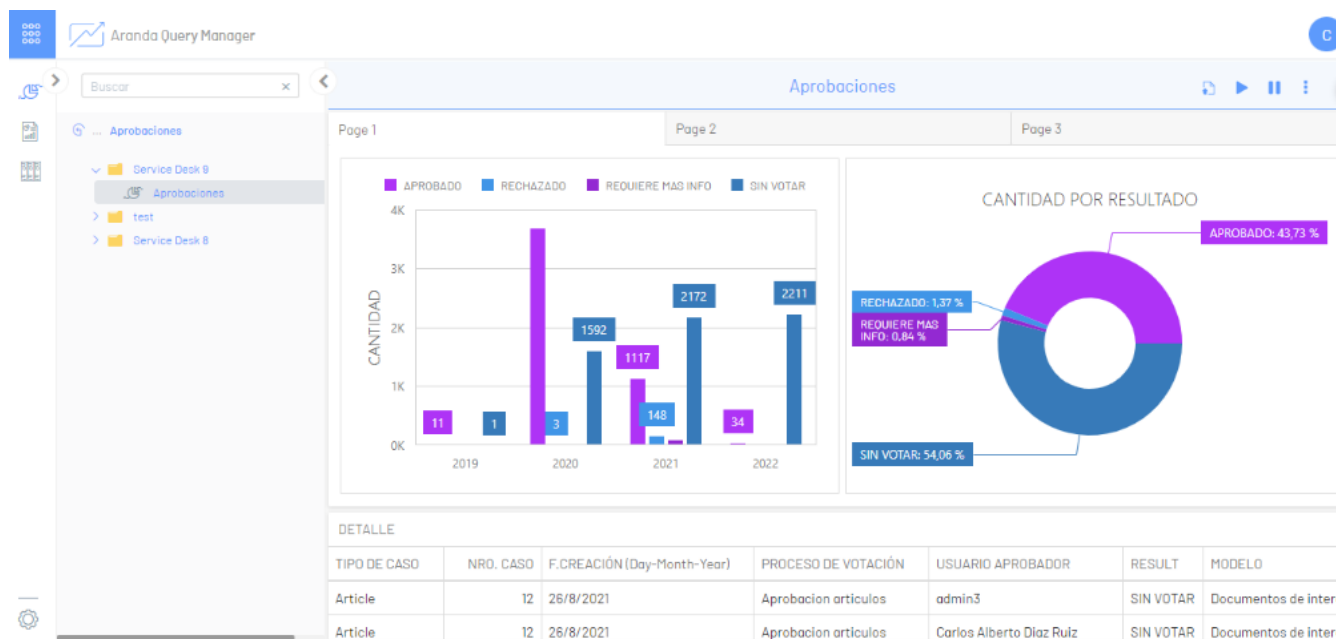 Aranda Query Manager
C
Buscar
Aprobaciones
... Aprobaciones
Page 1
Page 2
Page 3
Service Desk 9
Aprobaciones
test
Service Desk 8
APROBADO
RECHAZADO
REQUIERE MAS INFO
SIN VOTAR
CANTIDAD
4K
3K
2K
1K
0K
11
1
3
1592
1117
148
2172
34
2211
2019
2020
2021
2022
CANTIDAD POR RESULTADO
APROBADO: 43,73 %
RECHAZADO: 1,37 %
REQUIERE MAS
INFO: 0,84 %
SIN VOTAR: 54,06 %
DETALLE
TIPO DE CASO NRO. CASO F.CREACIÓN (Day-Month-Year) PROCESO DE VOTACIÓN USUARIO APROBADOR RESULT MODELO
Article 12 26/8/2021 Aprobacion articulos admin3 SIN VOTAR Documentos de inter
Article 12 26/8/2021 Aprobacion articulos Carlos Alberto Diaz Ruiz SIN VOTAR Documentos de inter